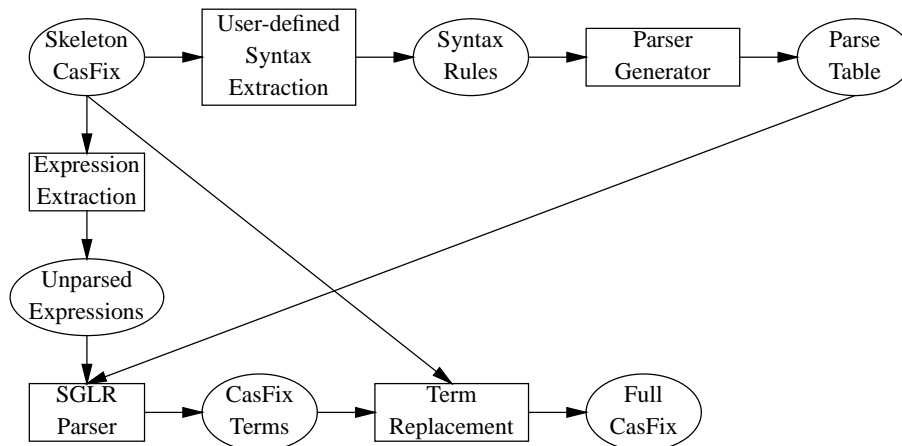 Skeleton
CasFix
User-defined
Syntax
Extraction
Syntax
Rules
Parser
Generator
Parse
Table
Expression
Extraction
Unparsed
Expressions
SGLR
Parser
CasFix
Terms
Term
Replacement
Full
CasFix